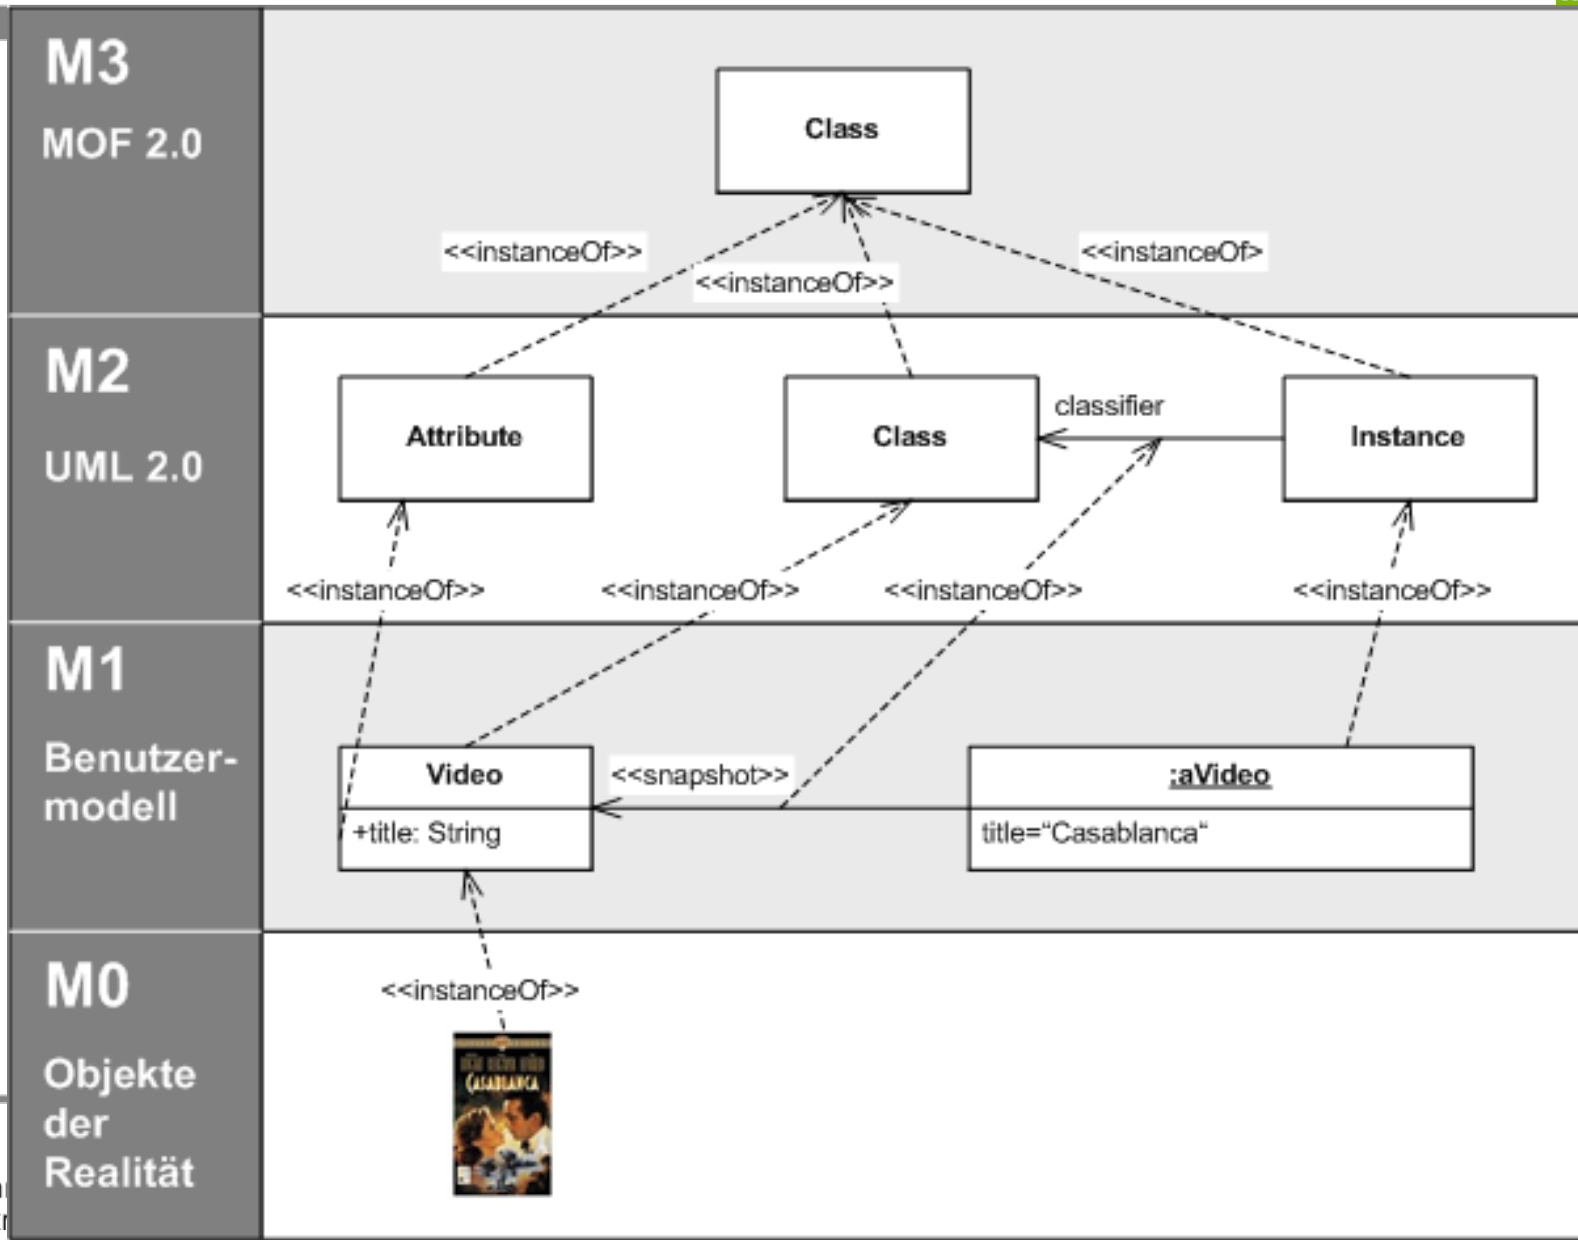 M3
MOF 2.0
Class
<<instanceOf>>
<<instanceOf>>
<<instanceOf>
M2
UML 2.0
Attribute
Class
classifier
Instance
<<instanceOf>>
<<instanceOf>>
<<instanceOf>>
<<instanceOf>>
M1
Benutzer-
modell
Video
+title: String
<<snapshot>>
:aVideo
title=“Casablanca“
M0
Objekte
der
Realität
<<instanceOf>>
CASABLANCA